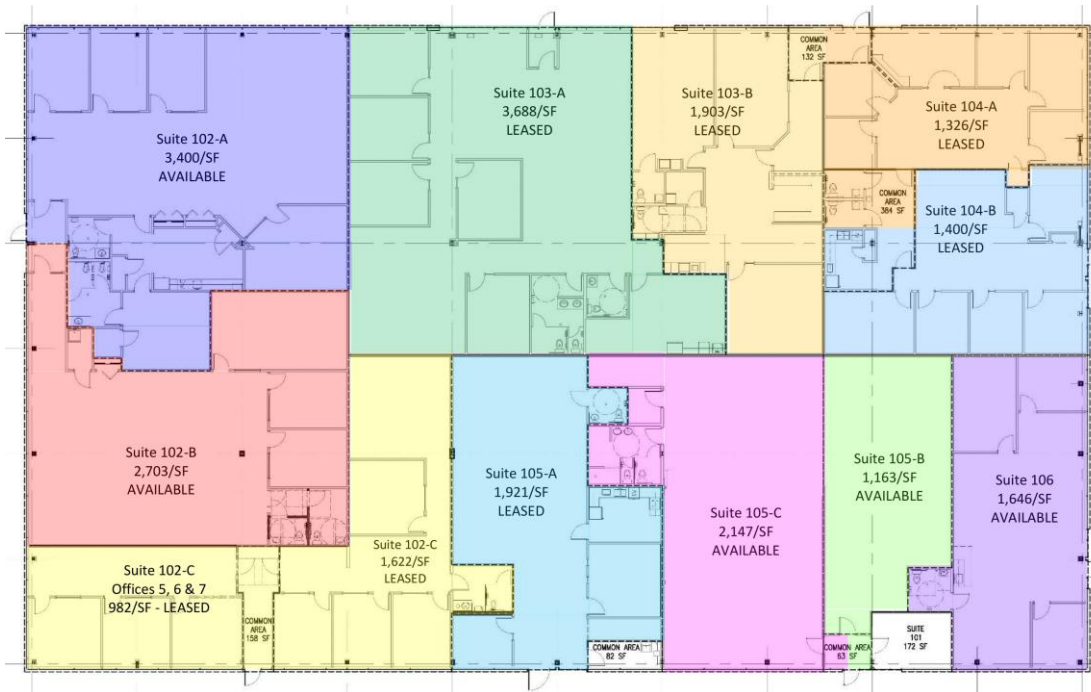 Suite 102-A
3,400/SF
AVAILABLE
Suite 103-A
3,688/SF
LEASED
Suite 103-B
1,903/SF
LEASED
COMMON
AREA
132 SF
Suite 104-A
1,326/SF
LEASED
COMMON
AREA
384 SF
Suite 104-B
1,400/SF
LEASED
Suite 102-B
2,703/SF
AVAILABLE
Suite 105-A
1,921/SF
LEASED
Suite 105-C
2,147/SF
AVAILABLE
Suite 105-B
1,163/SF
AVAILABLE
Suite 106
1,646/SF
AVAILABLE
Suite 102-C
Offices 5, 6 & 7
982/SF - LEASED
COMMON
AREA
158 SF
Suite 102-C
1,622/SF
LEASED
COMMON AREA
82 SF
COMMON AREA
63 SF
SUITE
101
172 SF